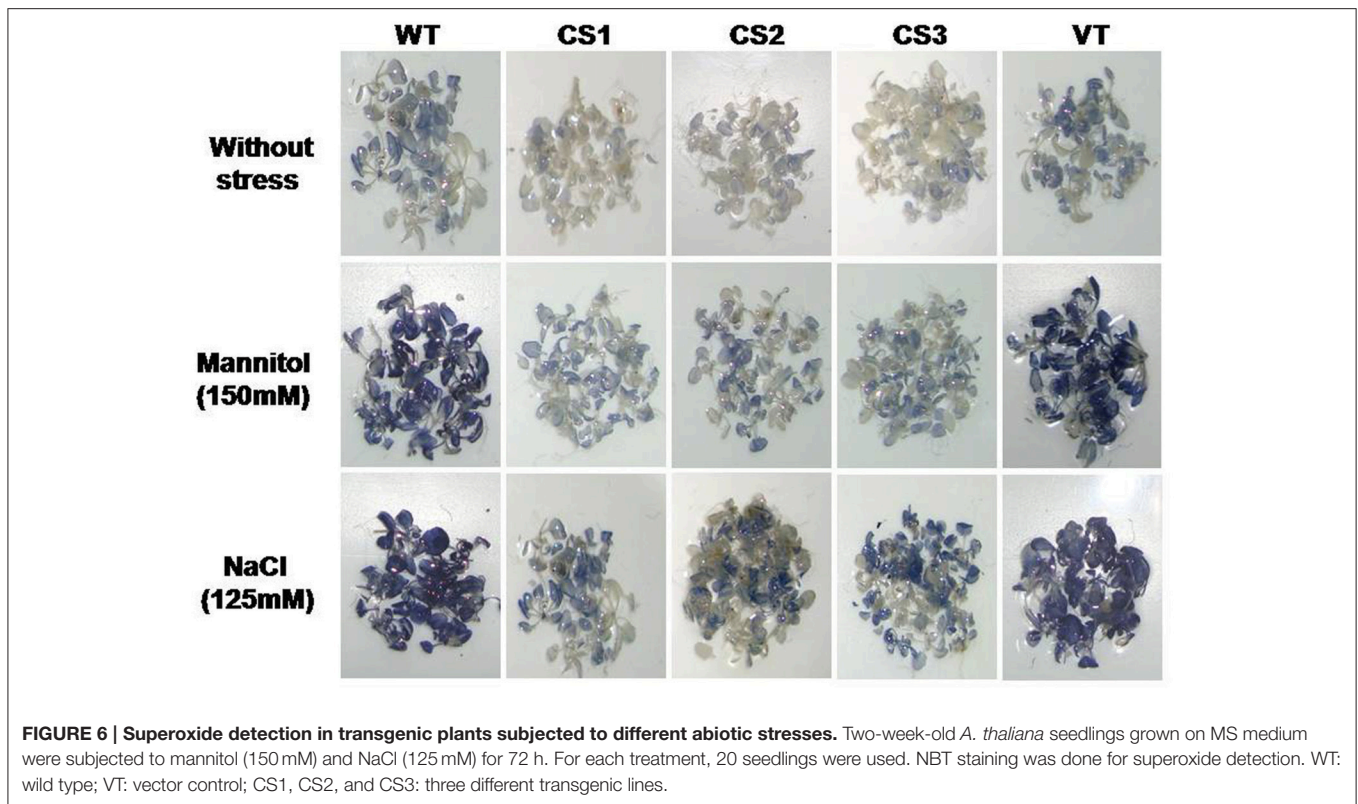 WT CS1 CS2 CS3 VT
Without
stress
Mannitol
(150mM)
NaCl
(125mM)
FIGURE 6 | Superoxide detection in transgenic plants subjected to different abiotic stresses. Two-week-old A. thaliana seedlings grown on MS medium
were subjected to mannitol (150 mM) and NaCl (125 mM) for 72 h. For each treatment, 20 seedlings were used. NBT staining was done for superoxide detection. WT:
wild type; VT: vector control; CS1, CS2, and CS3: three different transgenic lines.